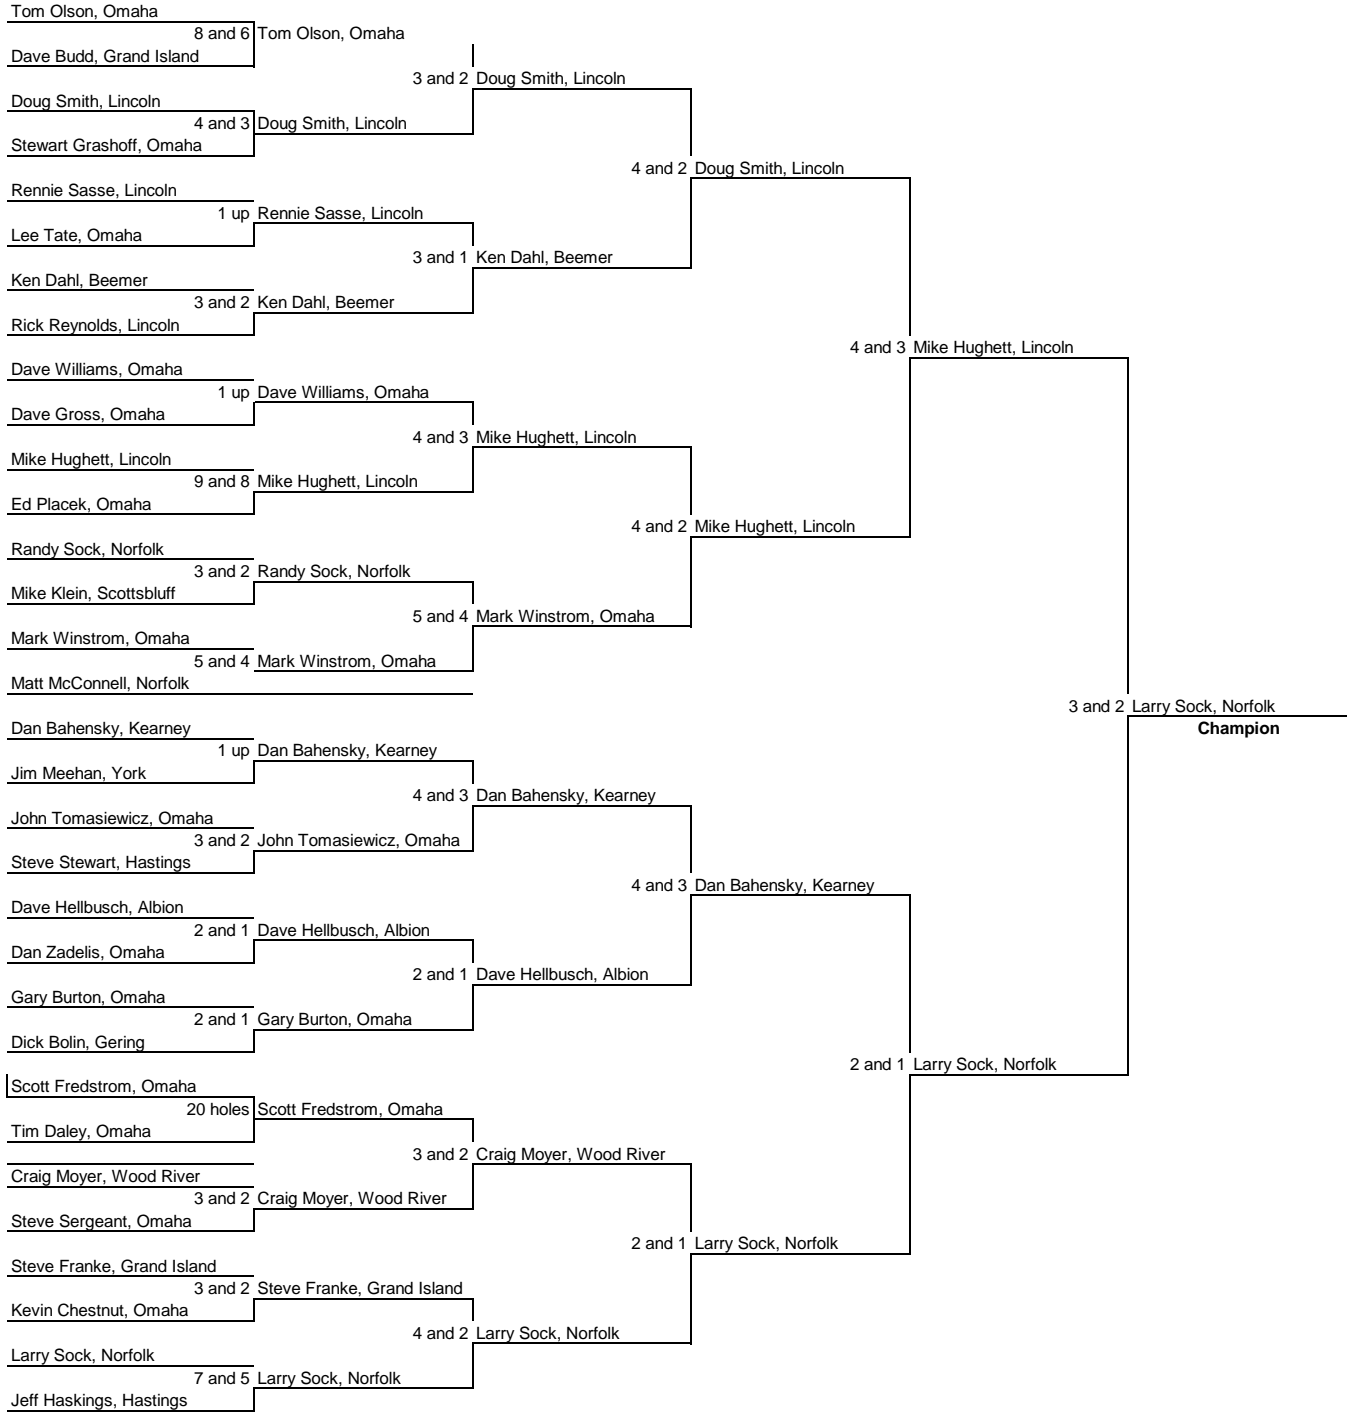 Tom Olson, Omaha
8 and 6 Tom Olson, Omaha
Dave Budd, Grand Island
3 and 2 Doug Smith, Lincoln
Doug Smith, Lincoln
4 and 3 Doug Smith, Lincoln
Stewart Grashoff, Omaha
4 and 2 Doug Smith, Lincoln
Rennie Sasse, Lincoln
1 up Rennie Sasse, Lincoln
Lee Tate, Omaha
3 and 1 Ken Dahl, Beemer
Ken Dahl, Beemer
3 and 2 Ken Dahl, Beemer
Rick Reynolds, Lincoln
4 and 3 Mike Hughett, Lincoln
Dave Williams, Omaha
1 up Dave Williams, Omaha
Dave Gross, Omaha
4 and 3 Mike Hughett, Lincoln
Mike Hughett, Lincoln
9 and 8 Mike Hughett, Lincoln
Ed Placek, Omaha
4 and 2 Mike Hughett, Lincoln
Randy Sock, Norfolk
3 and 2 Randy Sock, Norfolk
Mike Klein, Scottsbluff
5 and 4 Mark Winstrom, Omaha
Mark Winstrom, Omaha
5 and 4 Mark Winstrom, Omaha
Matt McConnell, Norfolk
3 and 2 Larry Sock, Norfolk
Dan Bahensky, Kearney
Champion
1 up Dan Bahensky, Kearney
Jim Meehan, York
4 and 3 Dan Bahensky, Kearney
John Tomasiewicz, Omaha
3 and 2 John Tomasiewicz, Omaha
Steve Stewart, Hastings
4 and 3 Dan Bahensky, Kearney
Dave Hellbusch, Albion
2 and 1 Dave Hellbusch, Albion
Dan Zadelis, Omaha
2 and 1 Dave Hellbusch, Albion
Gary Burton, Omaha
2 and 1 Gary Burton, Omaha
Dick Bolin, Gering
2 and 1 Larry Sock, Norfolk
Scott Fredstrom, Omaha
20 holes Scott Fredstrom, Omaha
Tim Daley, Omaha
3 and 2 Craig Moyer, Wood River
Craig Moyer, Wood River
3 and 2 Craig Moyer, Wood River
Steve Sergeant, Omaha
2 and 1 Larry Sock, Norfolk
Steve Franke, Grand Island
3 and 2 Steve Franke, Grand Island
Kevin Chestnut, Omaha
4 and 2 Larry Sock, Norfolk
Larry Sock, Norfolk
7 and 5 Larry Sock, Norfolk
Jeff Haskings, Hastings